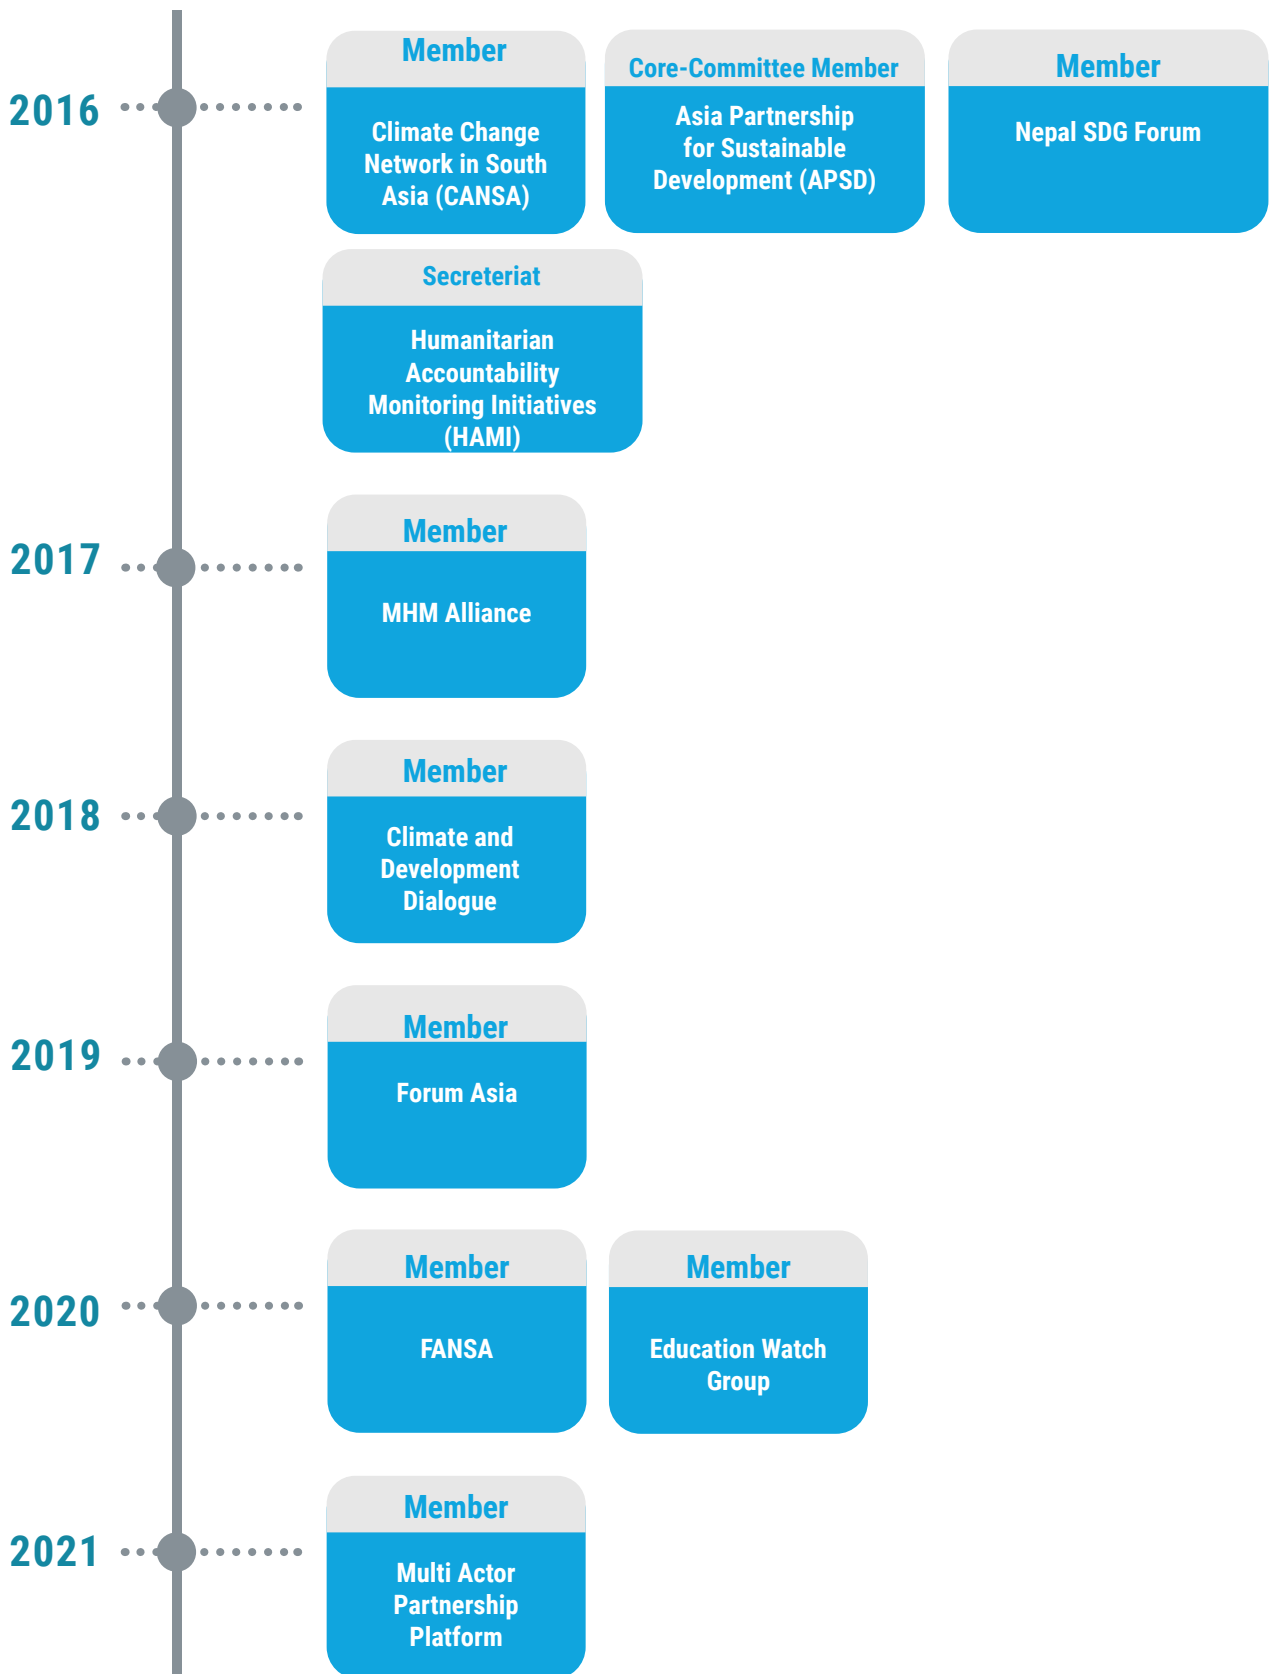 2016
Member
Climate Change
Network in South
Asia (CANSA)
Core-Committee Member
Asia Partnership
for Sustainable
Development (APSD)
Member
Nepal SDG Forum
Secreteriat
Humanitarian
Accountability
Monitoring Initiatives
(HAMI)
2017
Member
MHM Alliance
2018
Member
Climate and
Development
Dialogue
2019
Member
Forum Asia
2020
Member
FANSA
Member
Education Watch
Group
2021
Member
Multi Actor
Partnership
Platform